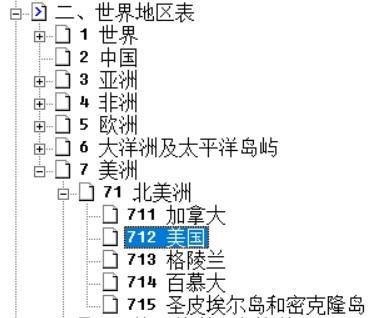 二、世界地区表
1 世界
2 中国
3 亚洲
4 非洲
5 欧洲
6 大洋洲及太平洋岛屿
7 美洲
71 北美洲
711 加拿大
712 美国
713 格陵兰
714 百慕大
715 圣皮埃尔岛和密克隆岛